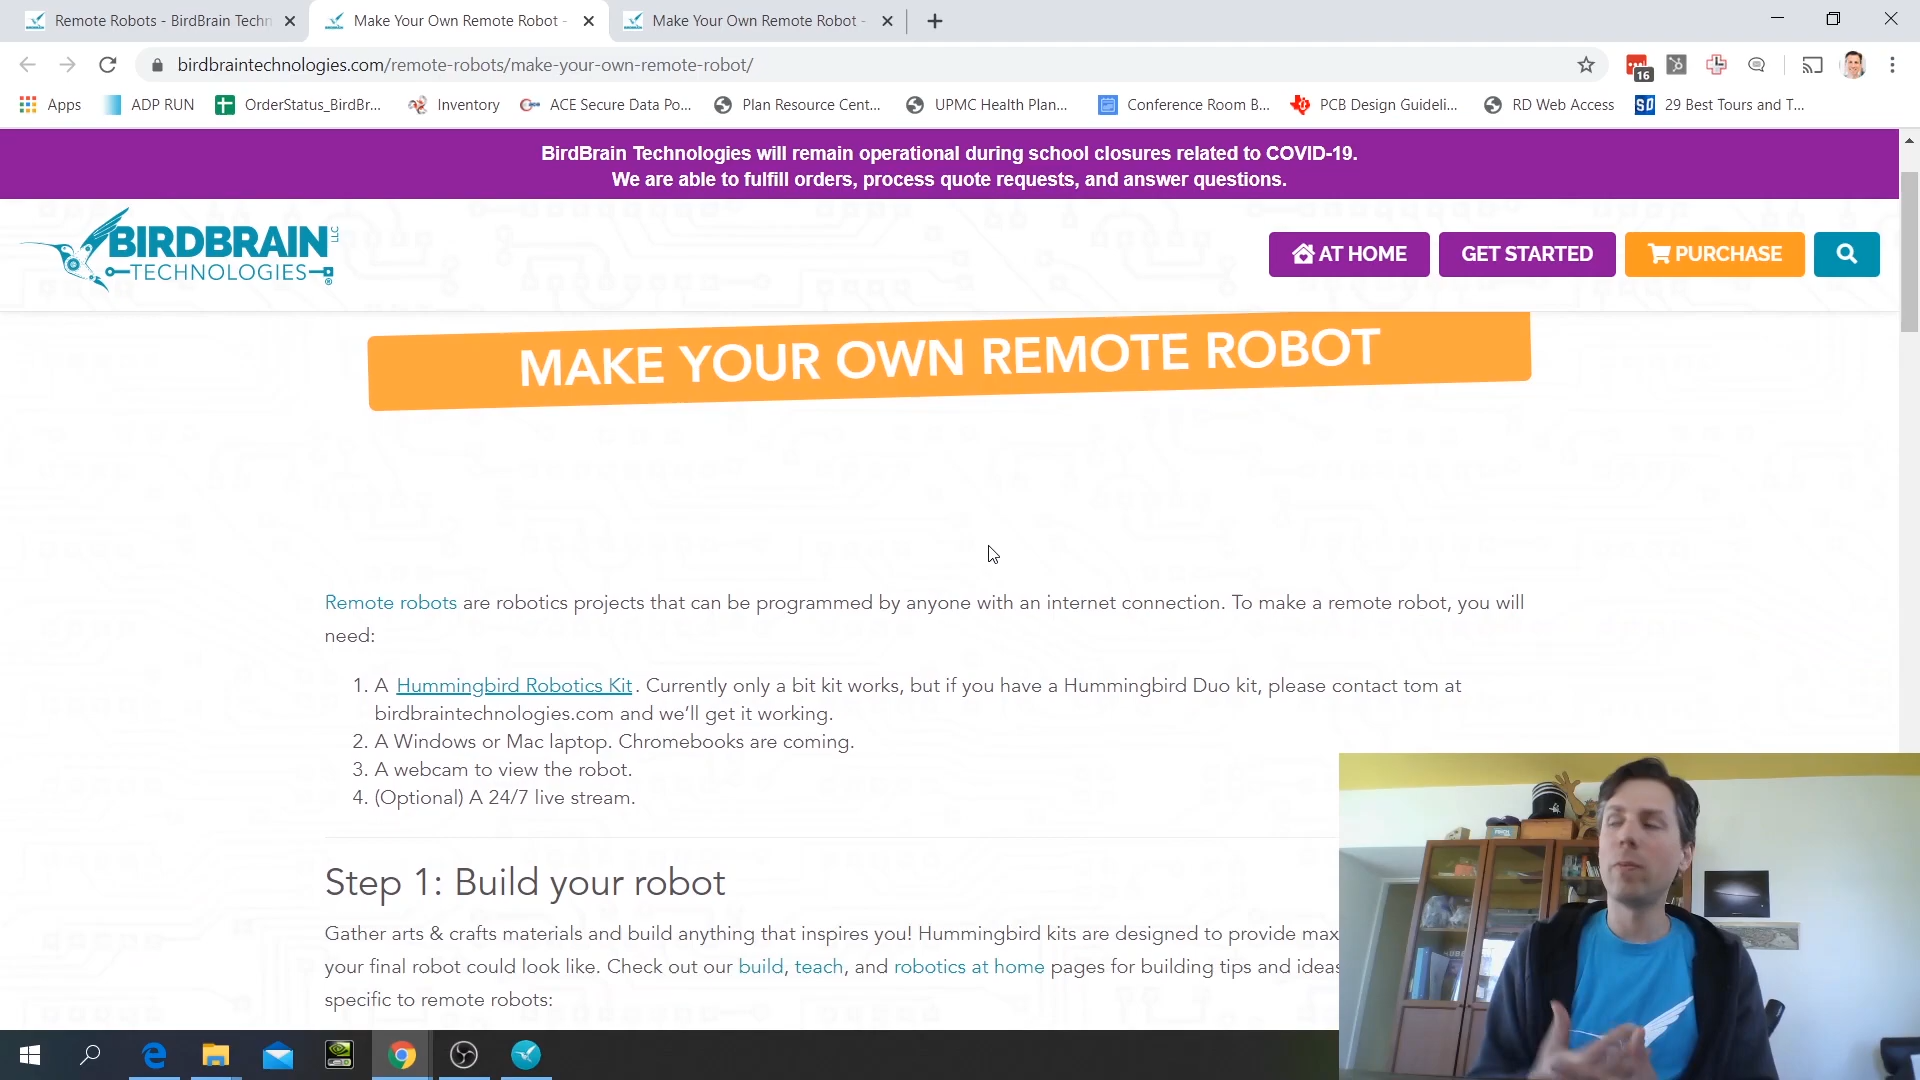 Remote Robots - BirdBrain Techn
Make Your Own Remote Robot -
Make Your Own Remote Robot -
birdbraintechnologies.com/remote-robots/make-your-own-remote-robot/
16
Apps
ADP RUN
OrderStatus_BirdBr...
Inventory
ACE Secure Data Po...
Plan Resource Cent...
UPMC Health Plan...
Conference Room B...
PCB Design Guideli...
RD Web Access
29 Best Tours and T...
BirdBrain Technologies will remain operational during school closures related to COVID-19.
We are able to fulfill orders, process quote requests, and answer questions.
BIRDBRAIN LLC
TECHNOLOGIES
AT HOME
GET STARTED
PURCHASE
MAKE YOUR OWN REMOTE ROBOT
Remote robots are robotics projects that can be programmed by anyone with an internet connection. To make a remote robot, you will
need:
1. A Hummingbird Robotics Kit. Currently only a bit kit works, but if you have a Hummingbird Duo kit, please contact tom at
birdbraintechnologies.com and we'll get it working.
2. A Windows or Mac laptop. Chromebooks are coming.
3. A webcam to view the robot.
4. (Optional) A 24/7 live stream.
Step 1: Build your robot
Gather arts & crafts materials and build anything that inspires you! Hummingbird kits are designed to provide max
your final robot could look like. Check out our build, teach, and robotics at home pages for building tips and ideas
specific to remote robots: